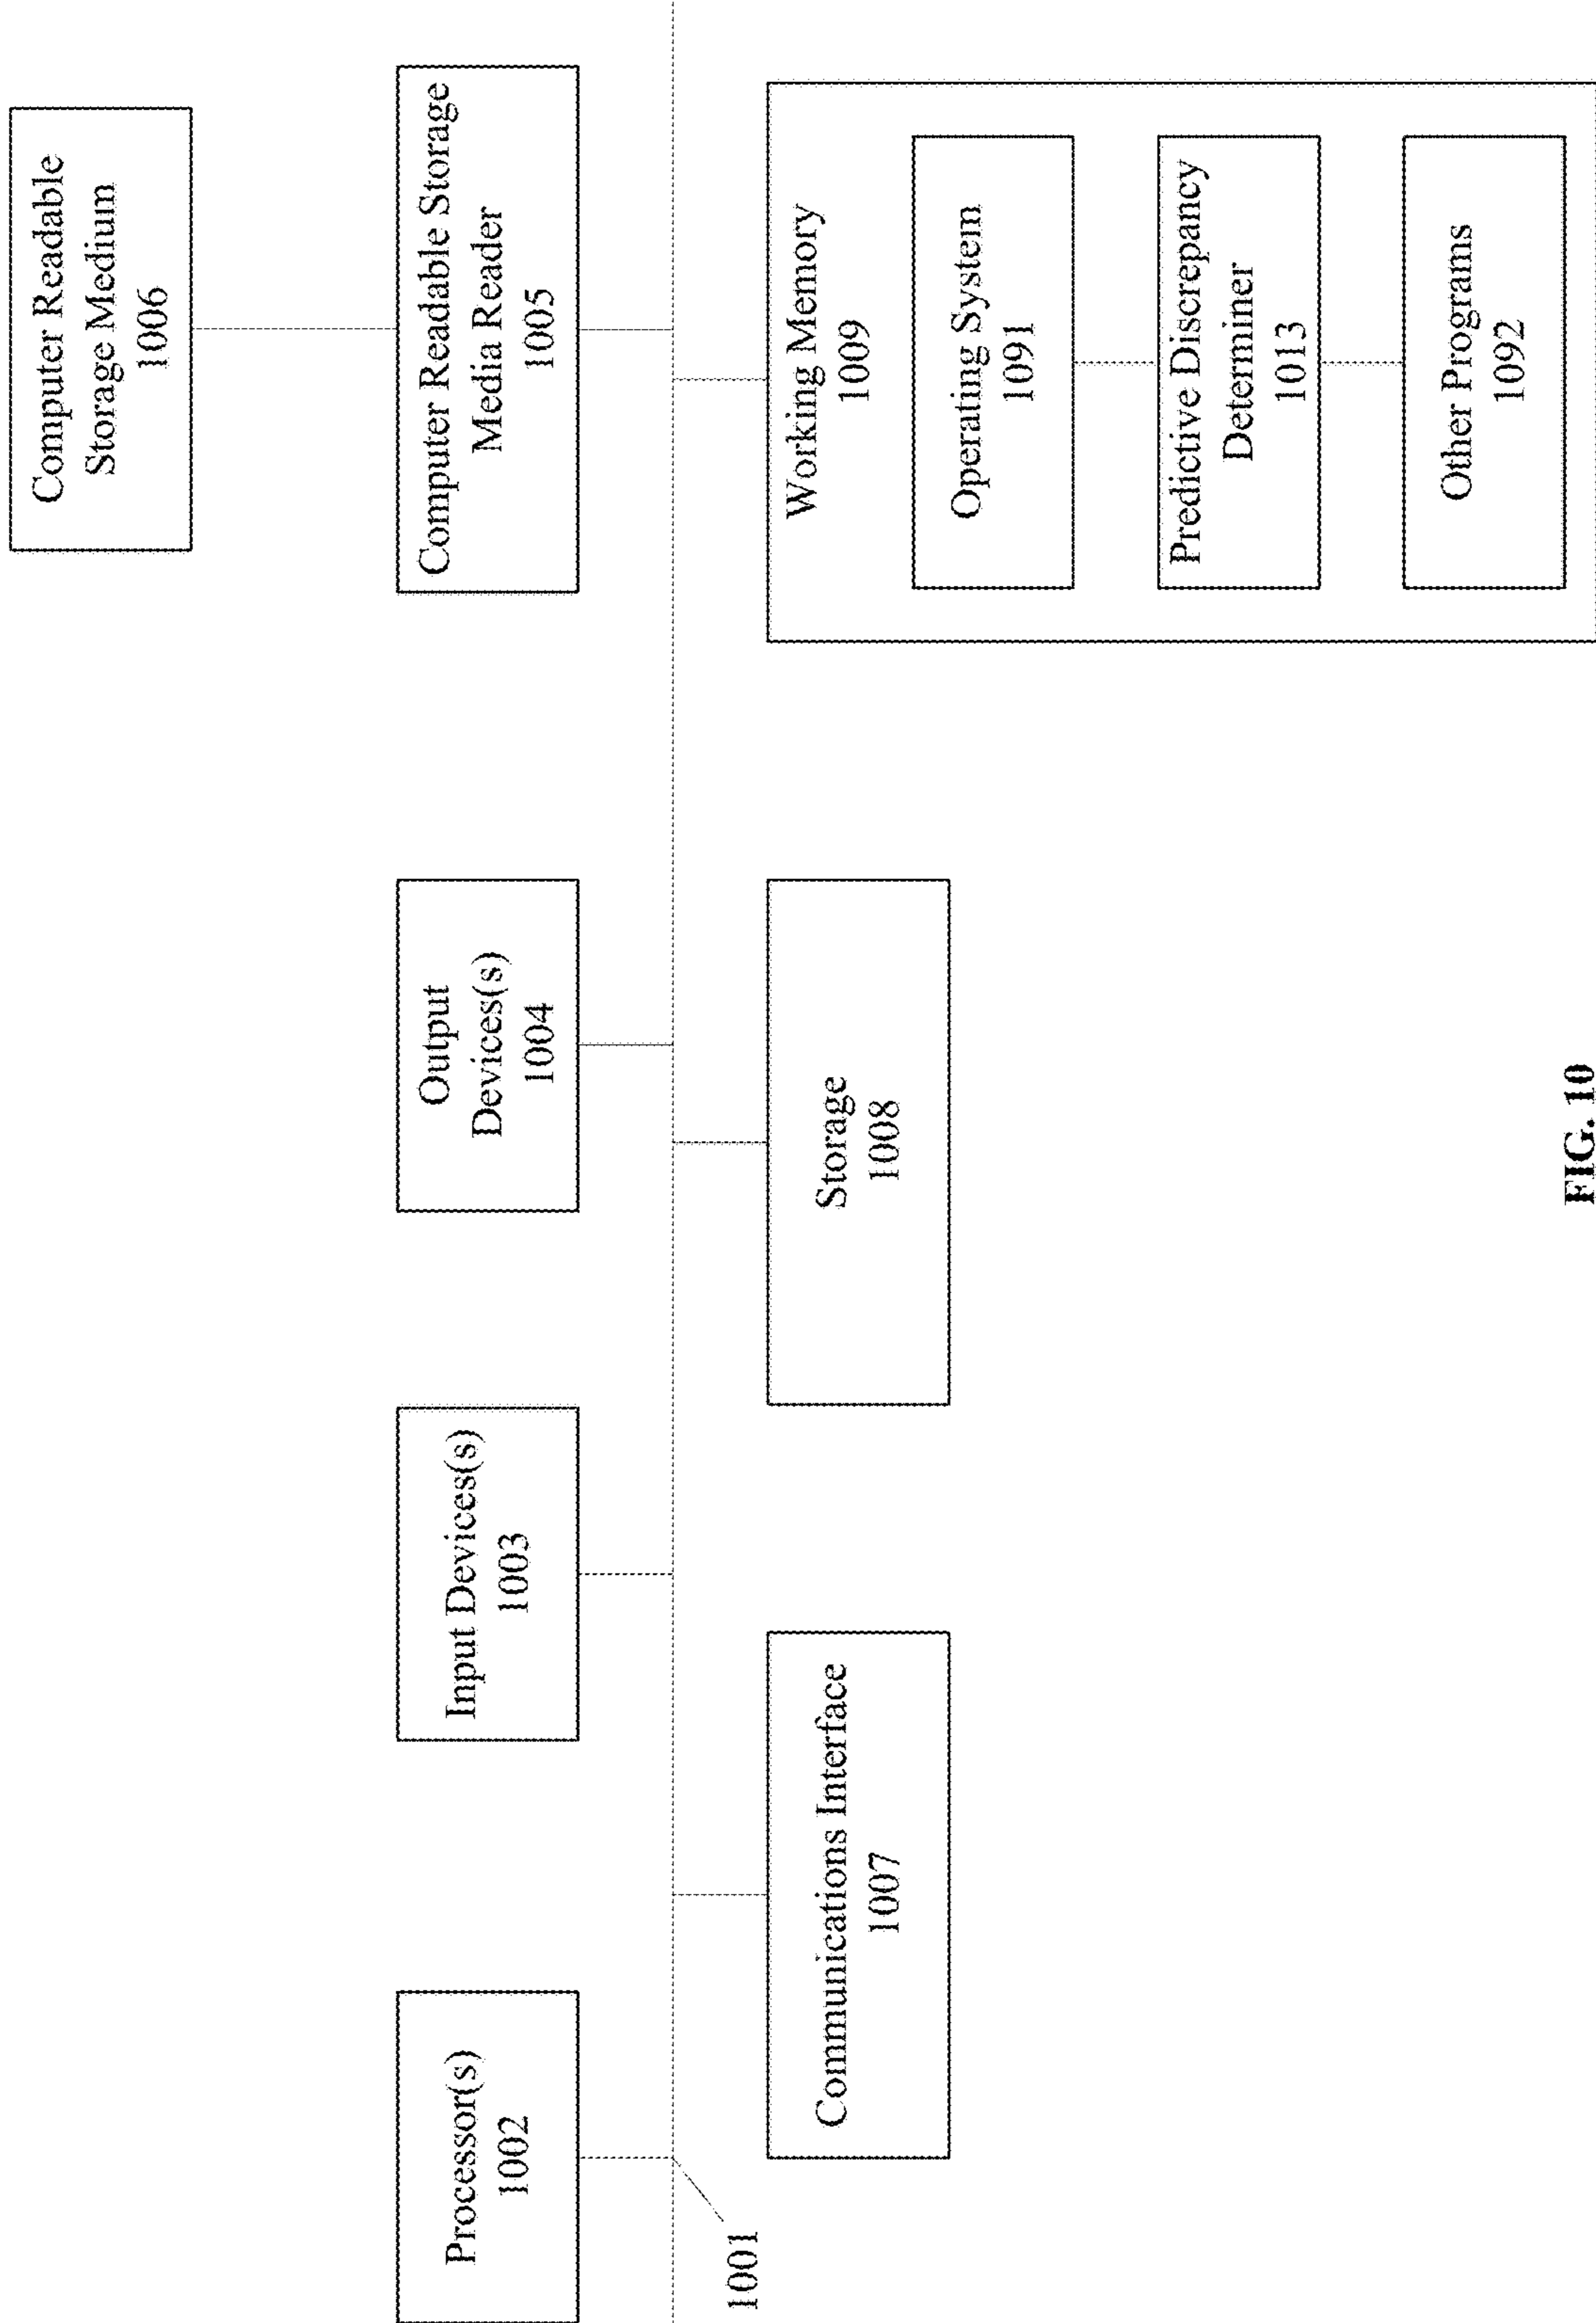 Computer Readable
Storage Medium
1006
Processor(s)
1002
Input Devices(s)
1003
Output
Devices(s)
1004
Computer Readable Storage
Media Reader
1005
1001
Communications Interface
1007
Storage
1008
Working Memory
1009
Operating System
1091
Predictive Discrepancy
Determiner
1013
Other Programs
1092
FIG. 10